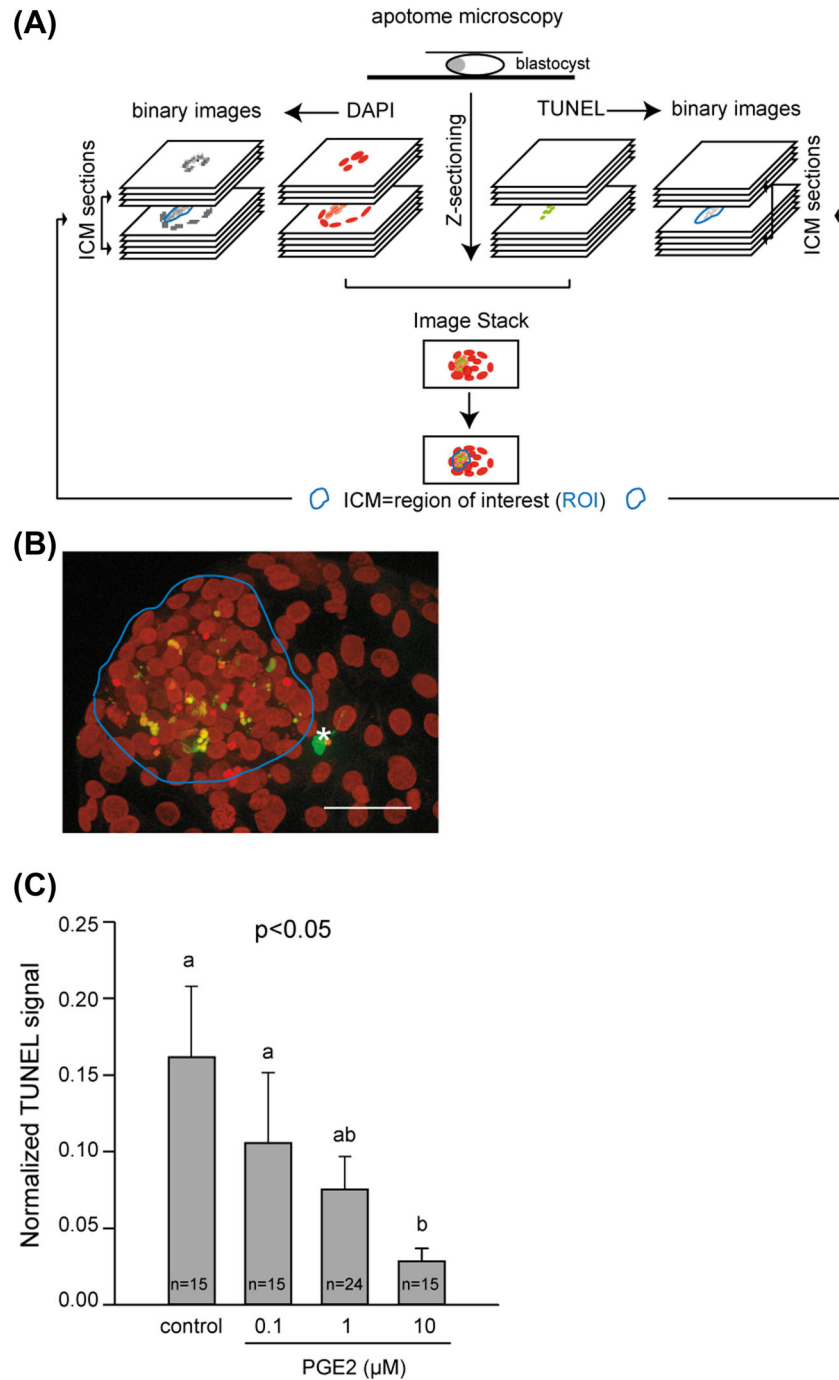 (A)
apotome microscopy
blastocyst
binary images
DAPI
TUNEL
binary images
ICM sections
Z-sectioning
ICM sections
Image Stack
ICM=region of interest (ROI)
(B)
*
(C)
p<0.05
Normalized TUNEL signal
0.25
0.20
0.15
0.10
0.05
0.00
a
a
ab
b
n=15
n=15
n=24
n=15
control
0.1
1
10
PGE2 (µM)